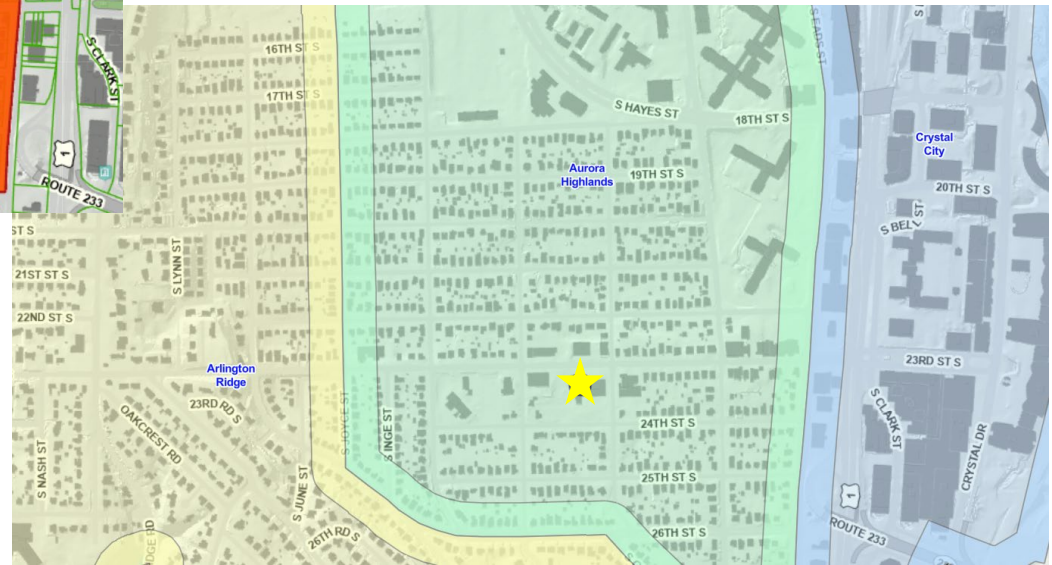 S CLARK ST
1
ROUTE 233
16TH ST S
17TH ST S
S EADS ST
S HAYES ST
18TH ST S
Crystal
City
Aurora
Highlands
19TH ST S
20TH ST S
S BELL ST
ST S
S LYNN ST
21ST ST S
22ND ST S
23RD ST S
Arlington
Ridge
23RD RD S
OAKCREST RD
S JOYCE ST
S INGE ST
S CLARK ST
24TH ST S
S NASH ST
CRYSTAL DR
25TH ST S
S JUNE ST
1
26TH RD S
26TH ST S
ROUTE 233